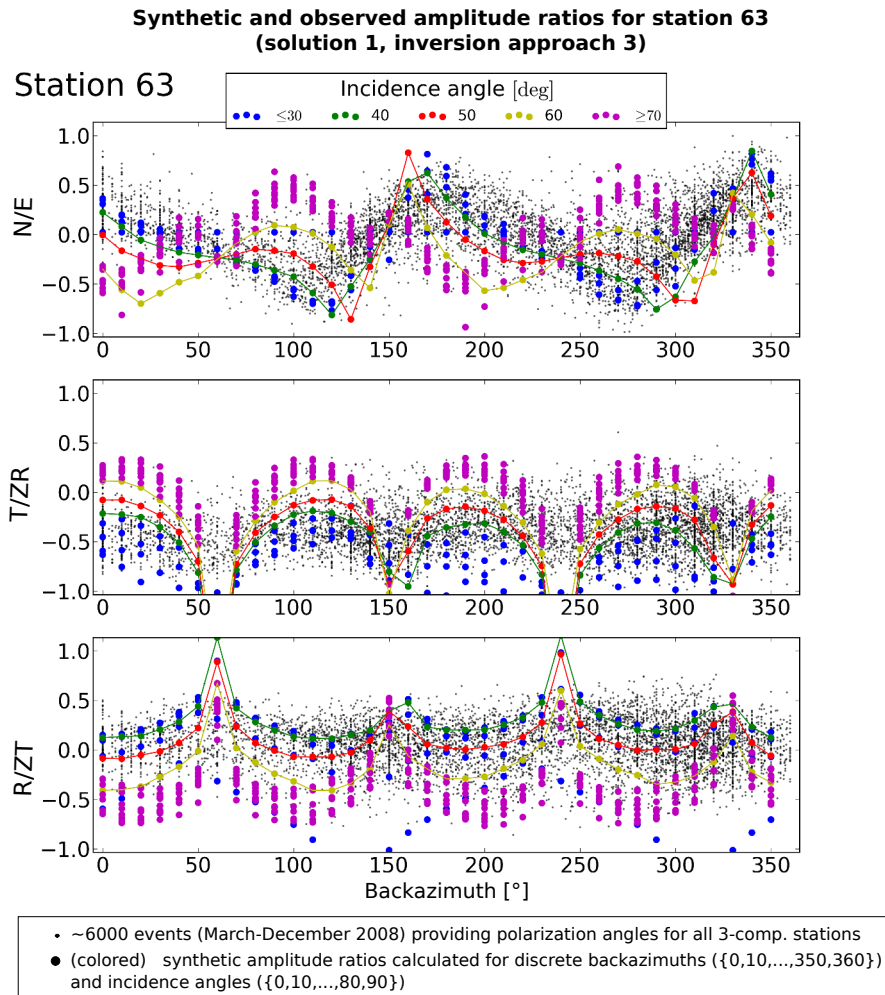 Synthetic and observed amplitude ratios for station 63
(solution 1, inversion approach 3)
Station 63
Incidence angle [deg]
≤30 40 50 60 ≥70
N/E
1.0
0.5
0.0
−0.5
−1.0
0 50 100 150 200 250 300 350
T/ZR
1.0
0.5
0.0
−0.5
−1.0
0 50 100 150 200 250 300 350
R/ZT
1.0
0.5
0.0
−0.5
−1.0
0 50 100 150 200 250 300 350
Backazimuth [°]
· ~6000 events (March-December 2008) providing polarization angles for all 3-comp. stations
● (colored) synthetic amplitude ratios calculated for discrete backazimuths ({0,10,...,350,360})
and incidence angles ({0,10,...,80,90})